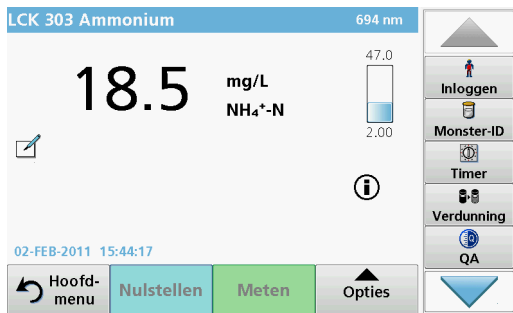 LCK 303 Ammonium 694 nm
18.5 mg/L
NH₄⁺-N
47.0
2.00
i
02-FEB-2011 15:44:17
Hoofd-
menu
Nulstellen
Meten
Opties
Inloggen
Monster-ID
Timer
Verdunning
QA